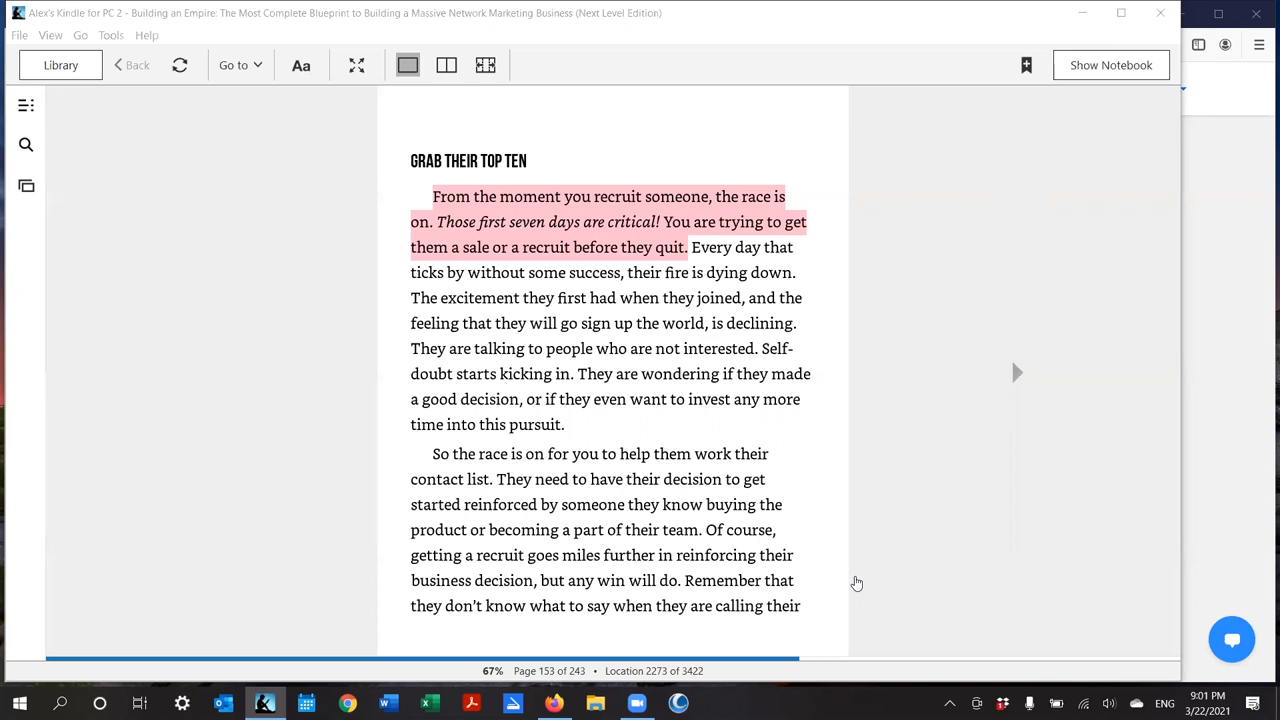 Alex's Kindle for PC 2 - Building an Empire: The Most Complete Blueprint to Building a Massive Network Marketing Business (Next Level Edition)
File View Go Tools Help
Library Back Go to Aa Show Notebook
GRAB THEIR TOP TEN
From the moment you recruit someone, the race is
on. Those first seven days are critical! You are trying to get
them a sale or a recruit before they quit. Every day that
ticks by without some success, their fire is dying down.
The excitement they first had when they joined, and the
feeling that they will go sign up the world, is declining.
They are talking to people who are not interested. Self-
doubt starts kicking in. They are wondering if they made
a good decision, or if they even want to invest any more
time into this pursuit.
So the race is on for you to help them work their
contact list. They need to have their decision to get
started reinforced by someone they know buying the
product or becoming a part of their team. Of course,
getting a recruit goes miles further in reinforcing their
business decision, but any win will do. Remember that
they don't know what to say when they are calling their
67% Page 153 of 243 • Location 2273 of 3422
ENG
9:01 PM
3/22/2021